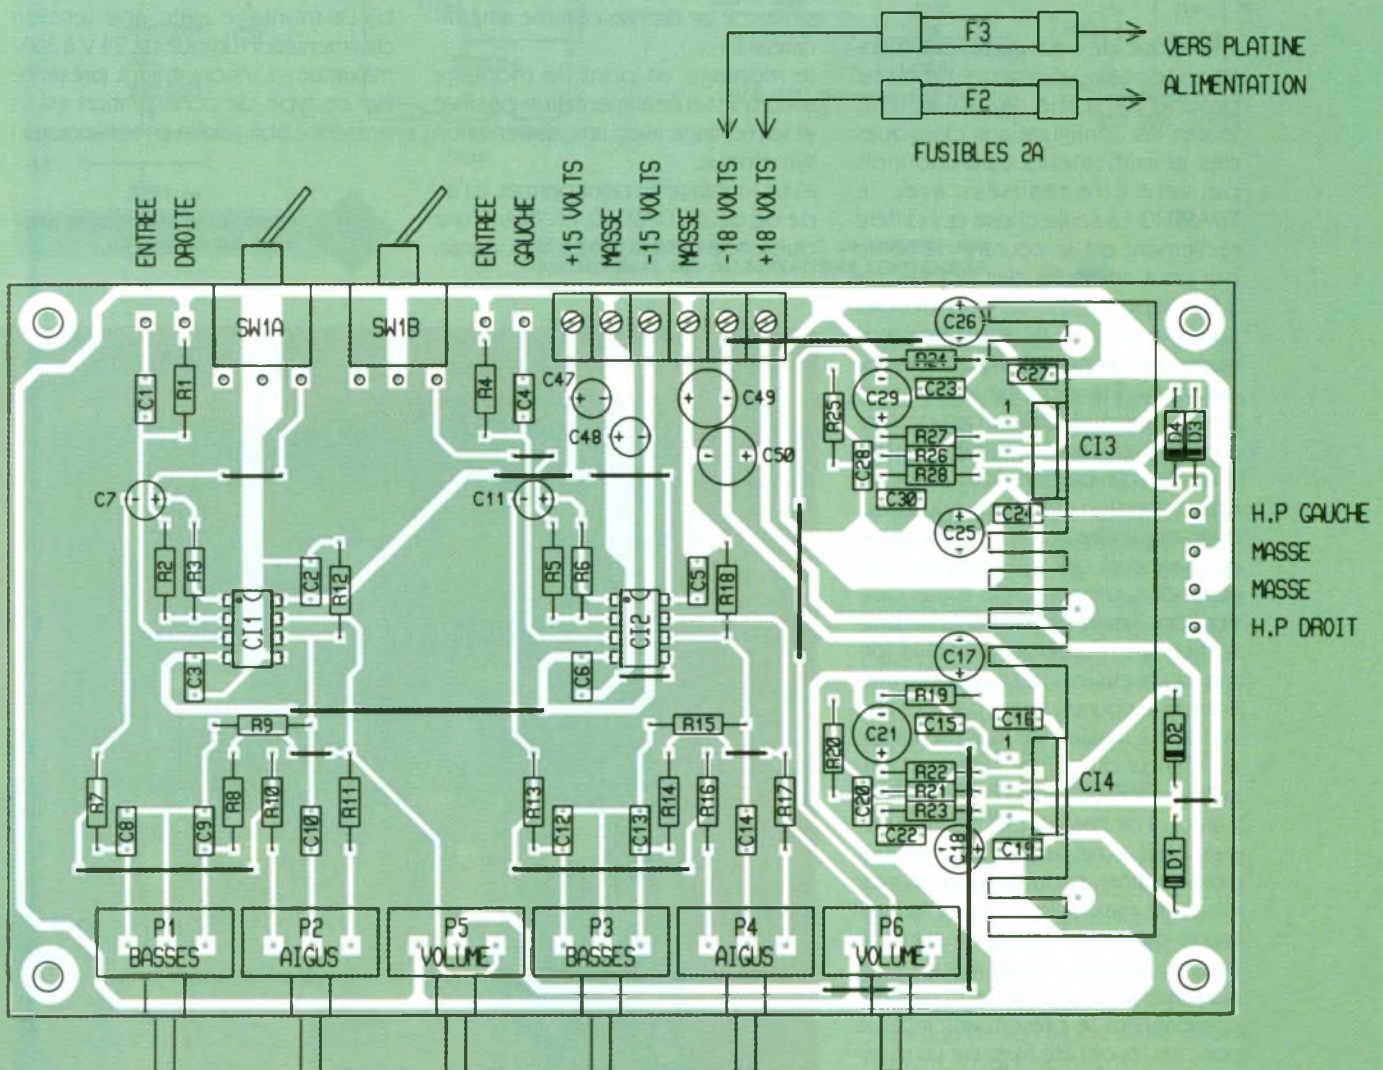 F3
F2
VERS PLATINE
ALIMENTATION
FUSIBLES 2A
ENTREE
DROITE
ENTREE
GAUCHE
+15 VOLTS
MASSE
-15 VOLTS
MASSE
-18 VOLTS
+18 VOLTS
SW1A
SW1B
C1
R1
R4
C4
C47
C48
C49
C50
C26
R24
C23
C27
R25
C29
1
R27
R26
R28
C28
C30
C24
C25
CI3
D4
D3
C7
C11
R2
R3
C2
R12
R5
R6
C5
R18
CI1
CI2
C3
C6
H.P GAUCHE
MASSE
MASSE
H.P DROIT
C17
R19
C15
C16
R20
C21
1
R22
R21
R23
C20
C22
C18
C19
CI4
D2
D1
R9
R15
R7
C8
C9
R8
R10
C10
R11
R13
C12
C13
R14
R16
C14
R17
P1
BASSES
P2
AIGUS
P5
VOLUME
P3
BASSES
P4
AIGUS
P6
VOLUME